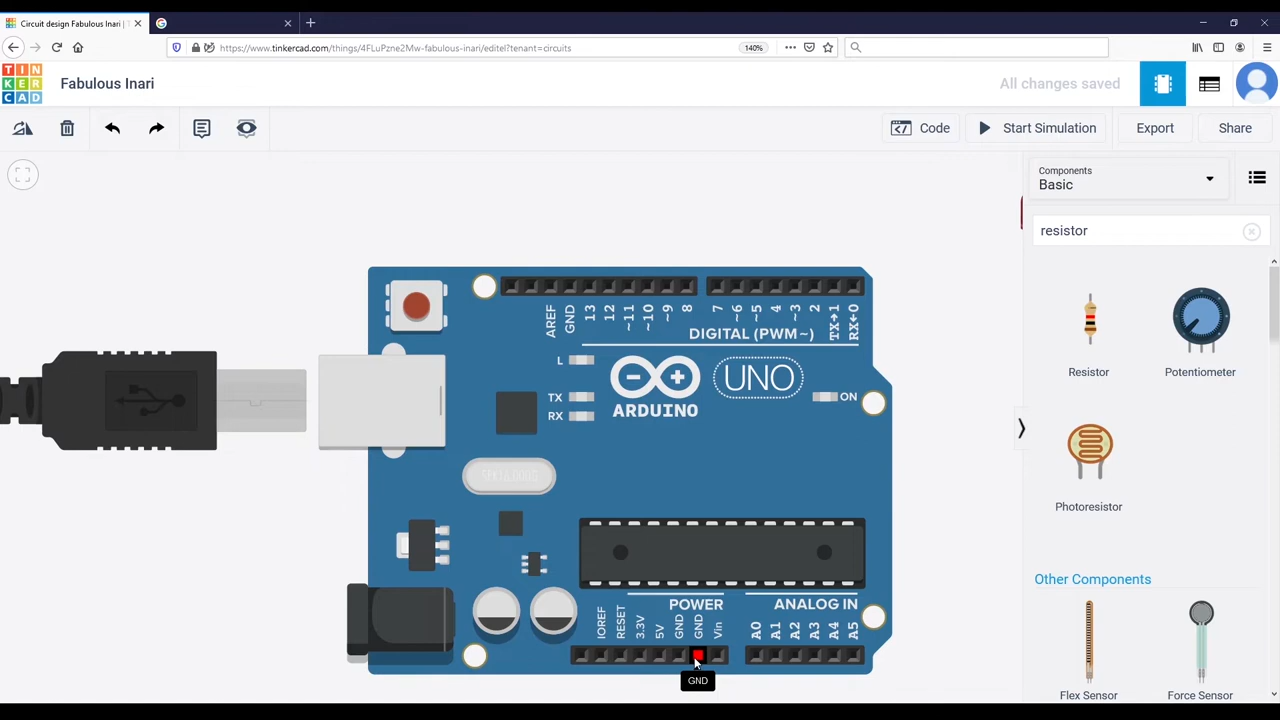 Circuit design Fabulous Inari | T
https://www.tinkercad.com/things/4FLuPzne2Mw-fabulous-inari/editel?tenant=circuits
140%
TIN
KER
CAD
Fabulous Inari
All changes saved
Code
Start Simulation
Export
Share
Components
Basic
resistor
Resistor
Potentiometer
Photoresistor
Other Components
Flex Sensor
Force Sensor
AREF
GND
13
12
~11
~10
~9
8
7
~6
~5
4
~3
2
TX→1
RX←0
DIGITAL (PWM~)
L
TX
RX
UNO
ARDUINO
ON
POWER
ANALOG IN
IOREF
RESET
3.3V
5V
GND
GND
Vin
A0
A1
A2
A3
A4
A5
GND